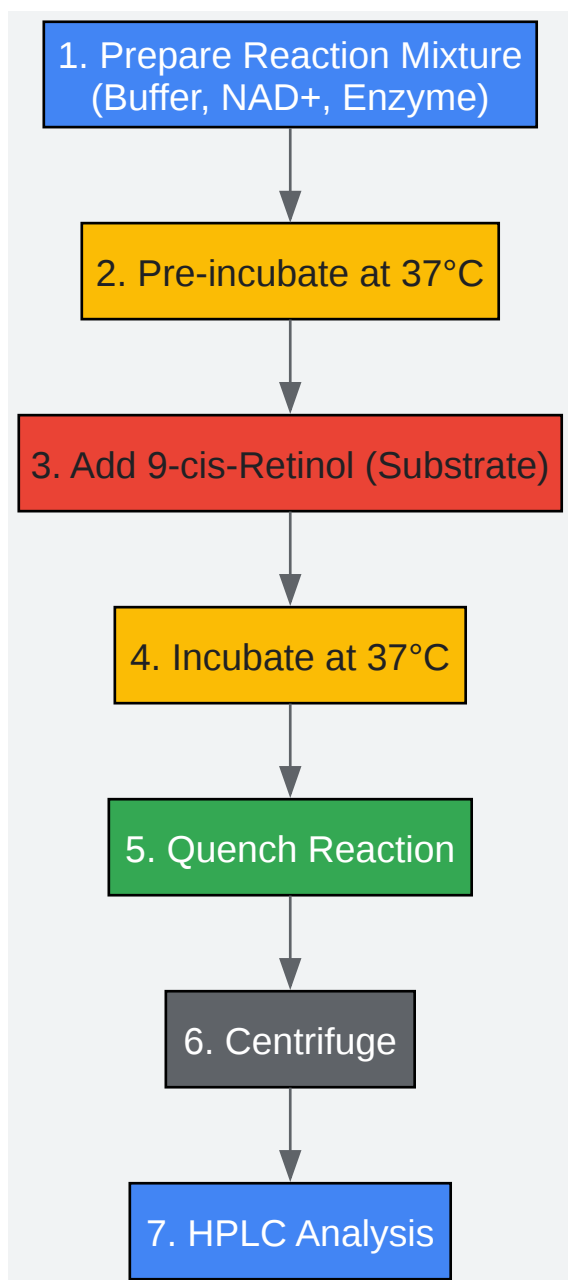 1. Prepare Reaction Mixture
(Buffer, NAD+, Enzyme)
2. Pre-incubate at 37°C
3. Add 9-cis-Retinol (Substrate)
4. Incubate at 37°C
5. Quench Reaction
6. Centrifuge
7. HPLC Analysis